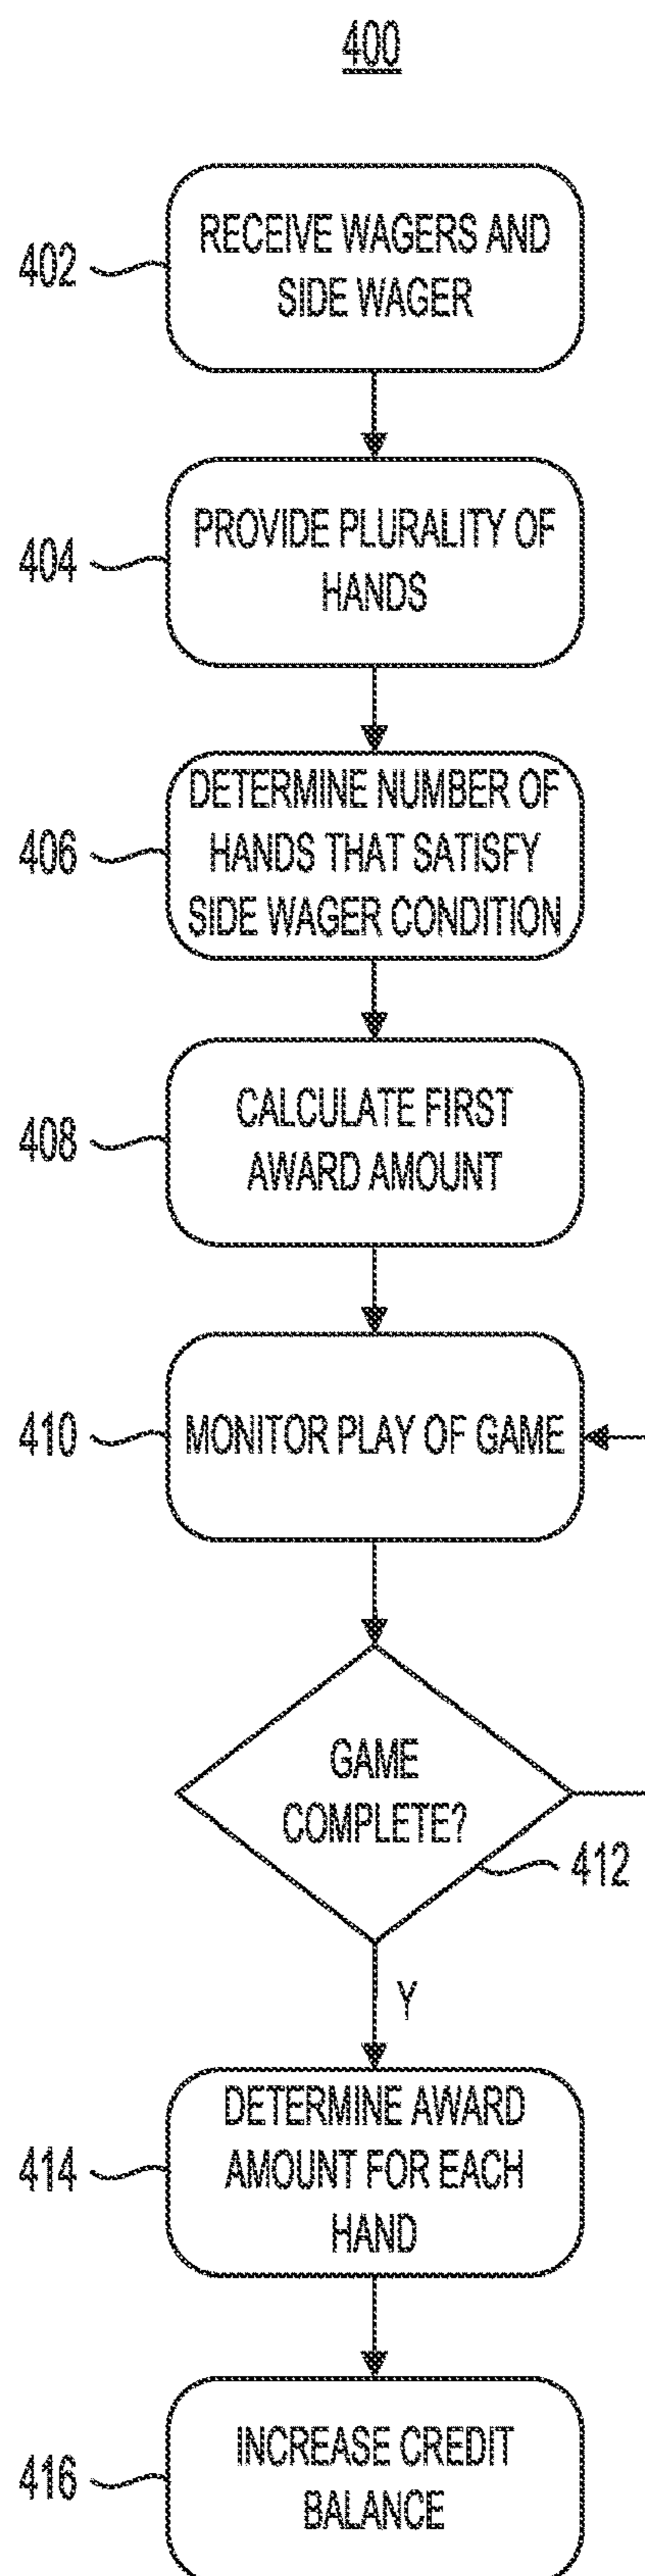 400
402
RECEIVE WAGERS AND
SIDE WAGER
404
PROVIDE PLURALITY OF
HANDS
406
DETERMINE NUMBER OF
HANDS THAT SATISFY
SIDE WAGER CONDITION
408
CALCULATE FIRST
AWARD AMOUNT
410
MONITOR PLAY OF GAME
GAME
COMPLETE?
412
Y
414
DETERMINE AWARD
AMOUNT FOR EACH
HAND
416
INCREASE CREDIT
BALANCE